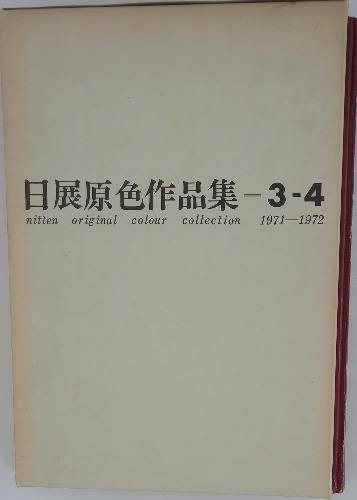 日展原色作品集－3-4
nitten original colour collection 1971—1972